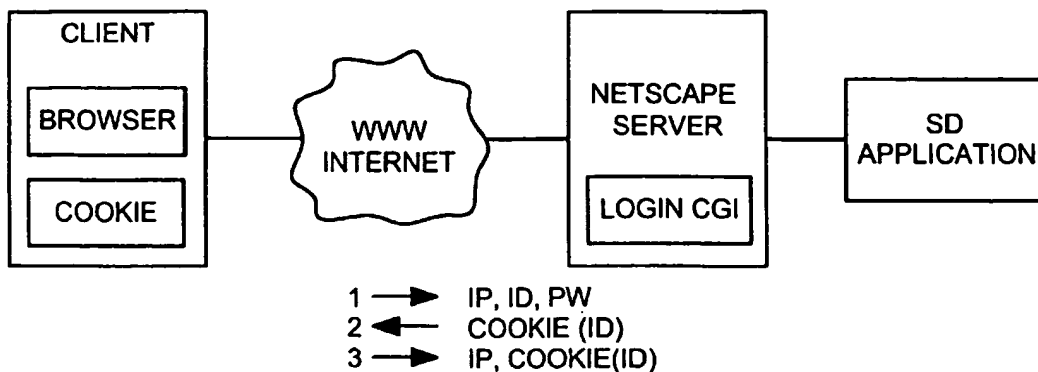 CLIENT
BROWSER
COOKIE
WWW
INTERNET
NETSCAPE
SERVER
LOGIN CGI
SD
APPLICATION
1 → IP, ID, PW
2 ← COOKIE (ID)
3 → IP, COOKIE(ID)